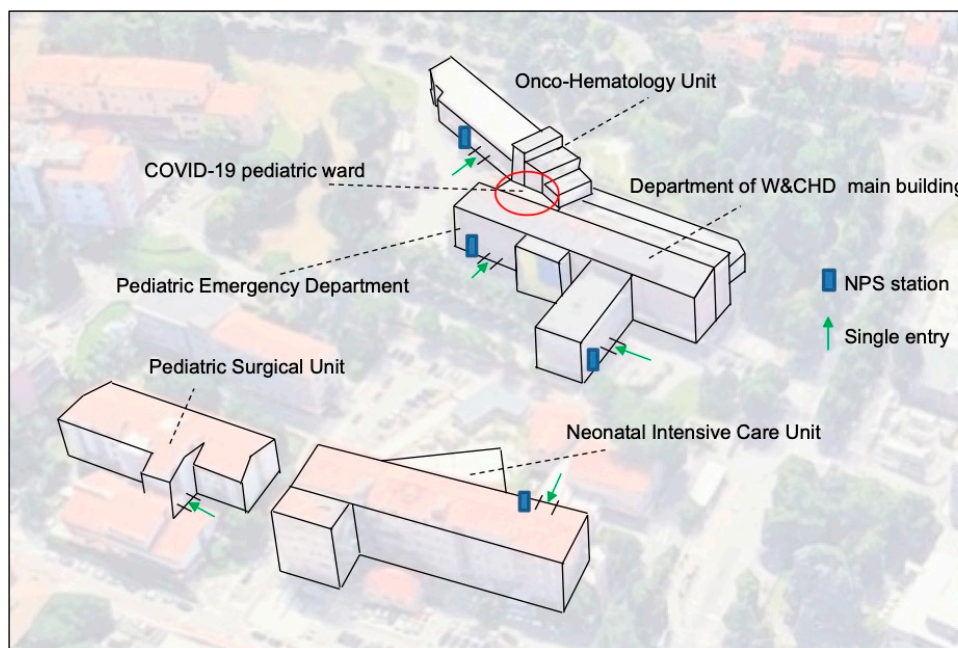 Onco-Hematology Unit
COVID-19 pediatric ward
Department of W&CHD main building
Pediatric Emergency Department
NPS station
Single entry
Pediatric Surgical Unit
Neonatal Intensive Care Unit